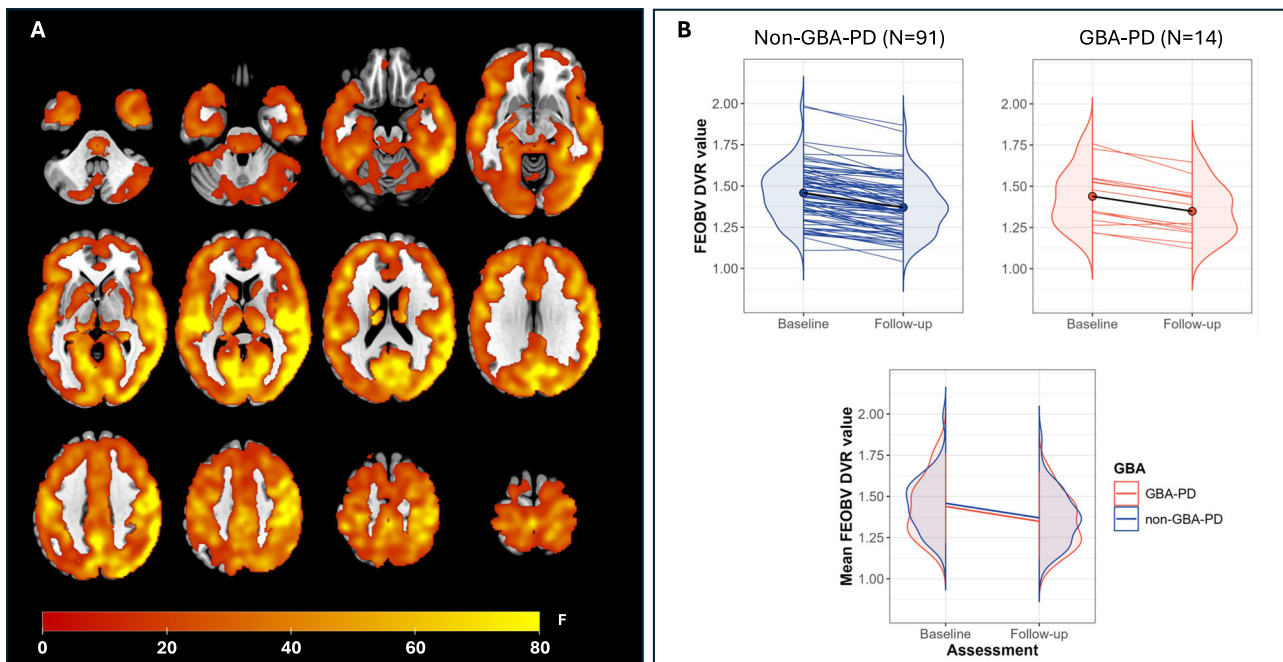 A
0
20
40
60
80
F
B
Non-GBA-PD (N=91)
GBA-PD (N=14)
FEOBV DVR value
2.00
1.75
1.50
1.25
1.00
Baseline
Follow-up
2.00
1.75
1.50
1.25
1.00
Baseline
Follow-up
Mean FEOBV DVR value
2.00
1.75
1.50
1.25
1.00
Baseline
Follow-up
Assessment
GBA
GBA-PD
non-GBA-PD